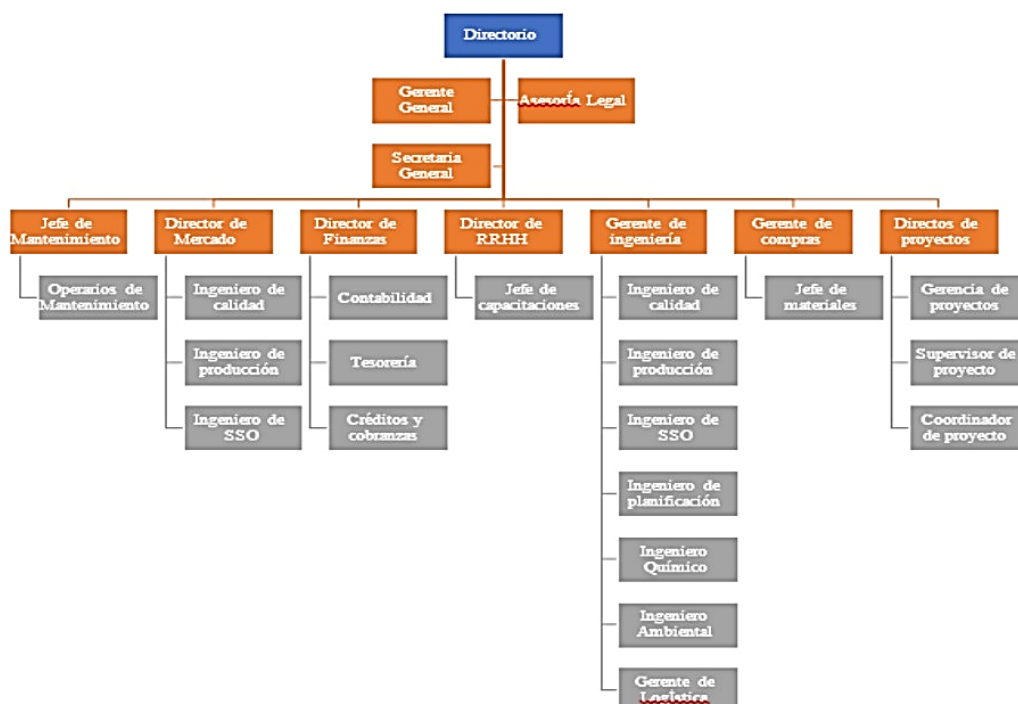 Directorio
Gerente
General
Asesoría Legal
Secretaria
General
Jefe de
Mantenimiento
Director de
Mercado
Director de
Finanzas
Director de
RRHH
Gerente de
ingeniería
Gerente de
compras
Directos de
proyectos
Operarios de
Mantenimiento
Ingeniero de
calidad
Contabilidad
Jefe de
capacitaciones
Ingeniero de
calidad
Jefe de
materiales
Gerencia de
proyectos
Ingeniero de
producción
Tesorería
Ingeniero de
producción
Supervisor de
proyecto
Ingeniero de
SSO
Créditos y
cobranzas
Ingeniero de
SSO
Coordinador
de proyecto
Ingeniero de
planificación
Ingeniero
Químico
Ingeniero
Ambiental
Gerente de
Logística